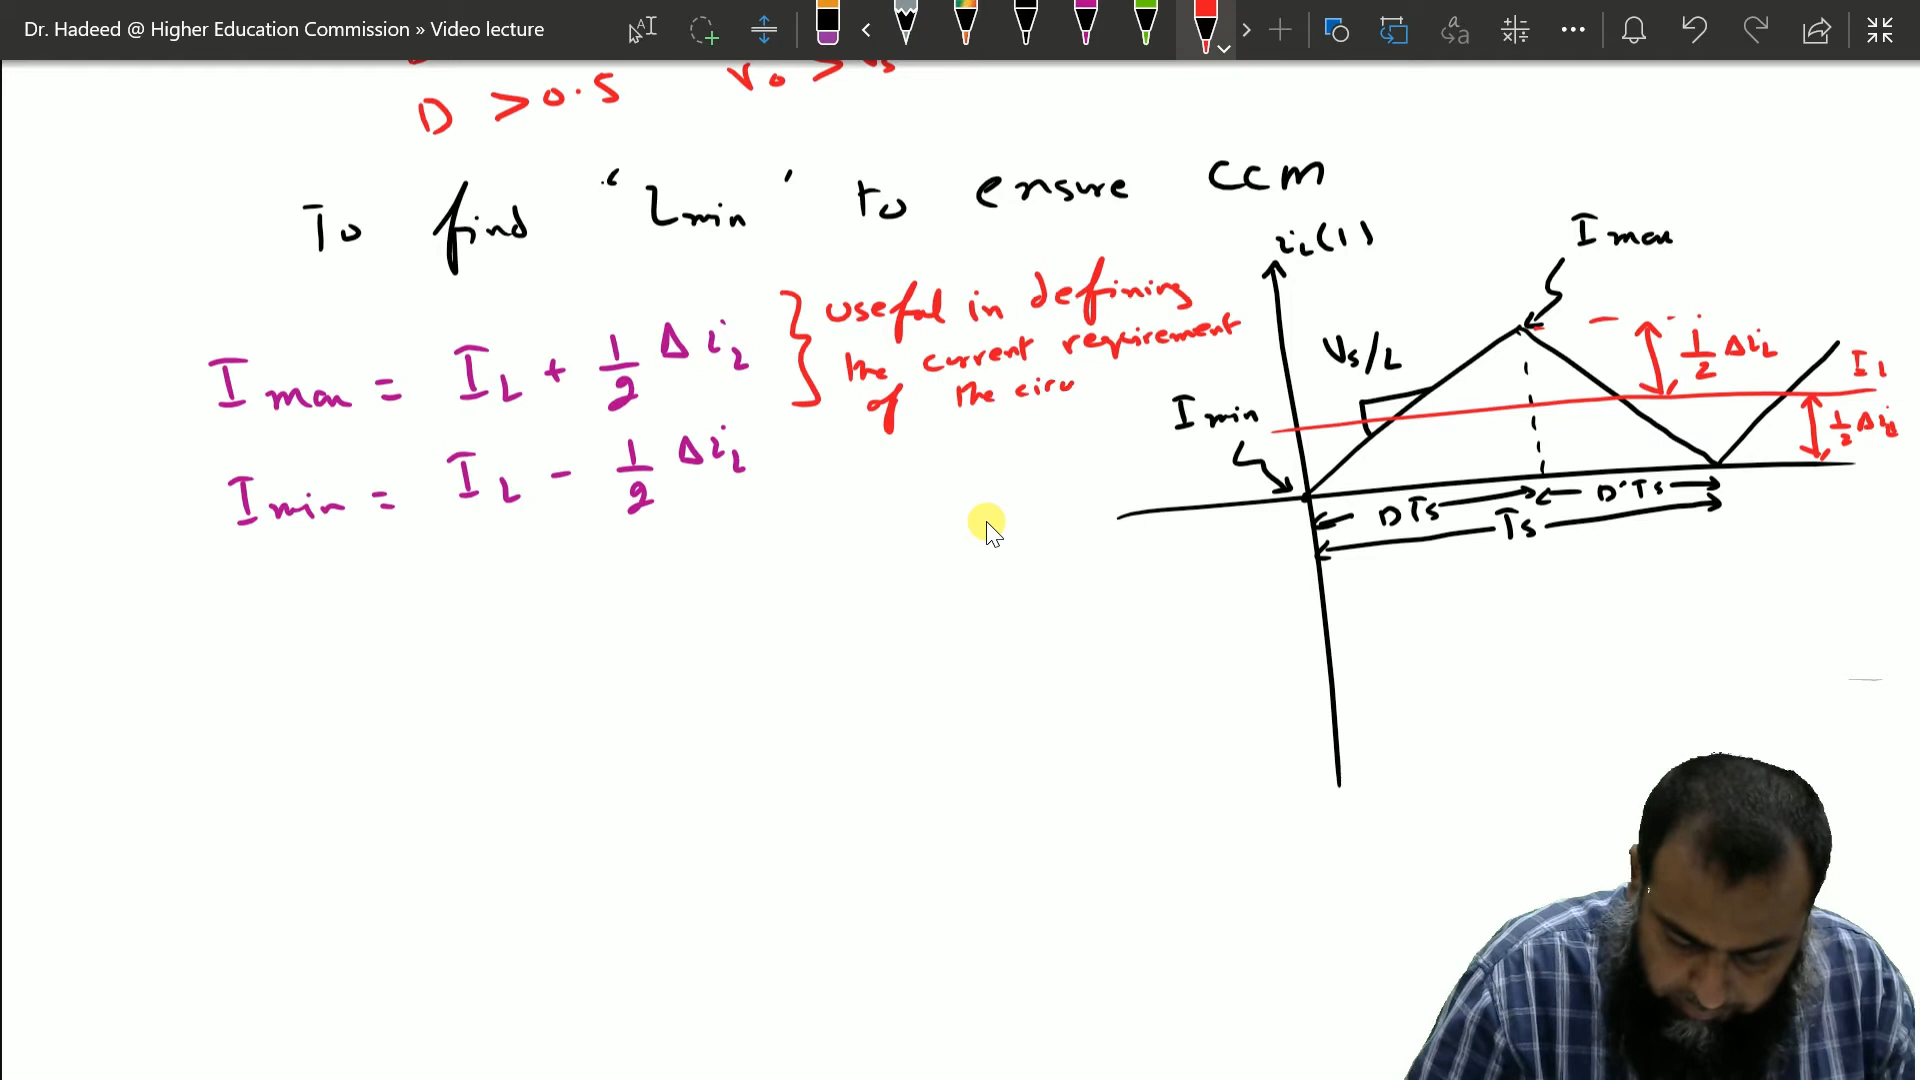 Dr. Hadeed @ Higher Education Commission » Video lecture
D > 0.5
To find "Lmin" to ensure CCM
iL(t)
Imax
Imax = IL + 1/2 ΔiL
useful in defining
the current requirement
of the circu
Vs/L
1/2 ΔiL
IL
Imin
1/2 ΔiL
Imin = IL - 1/2 ΔiL
DTs
D'Ts
Ts